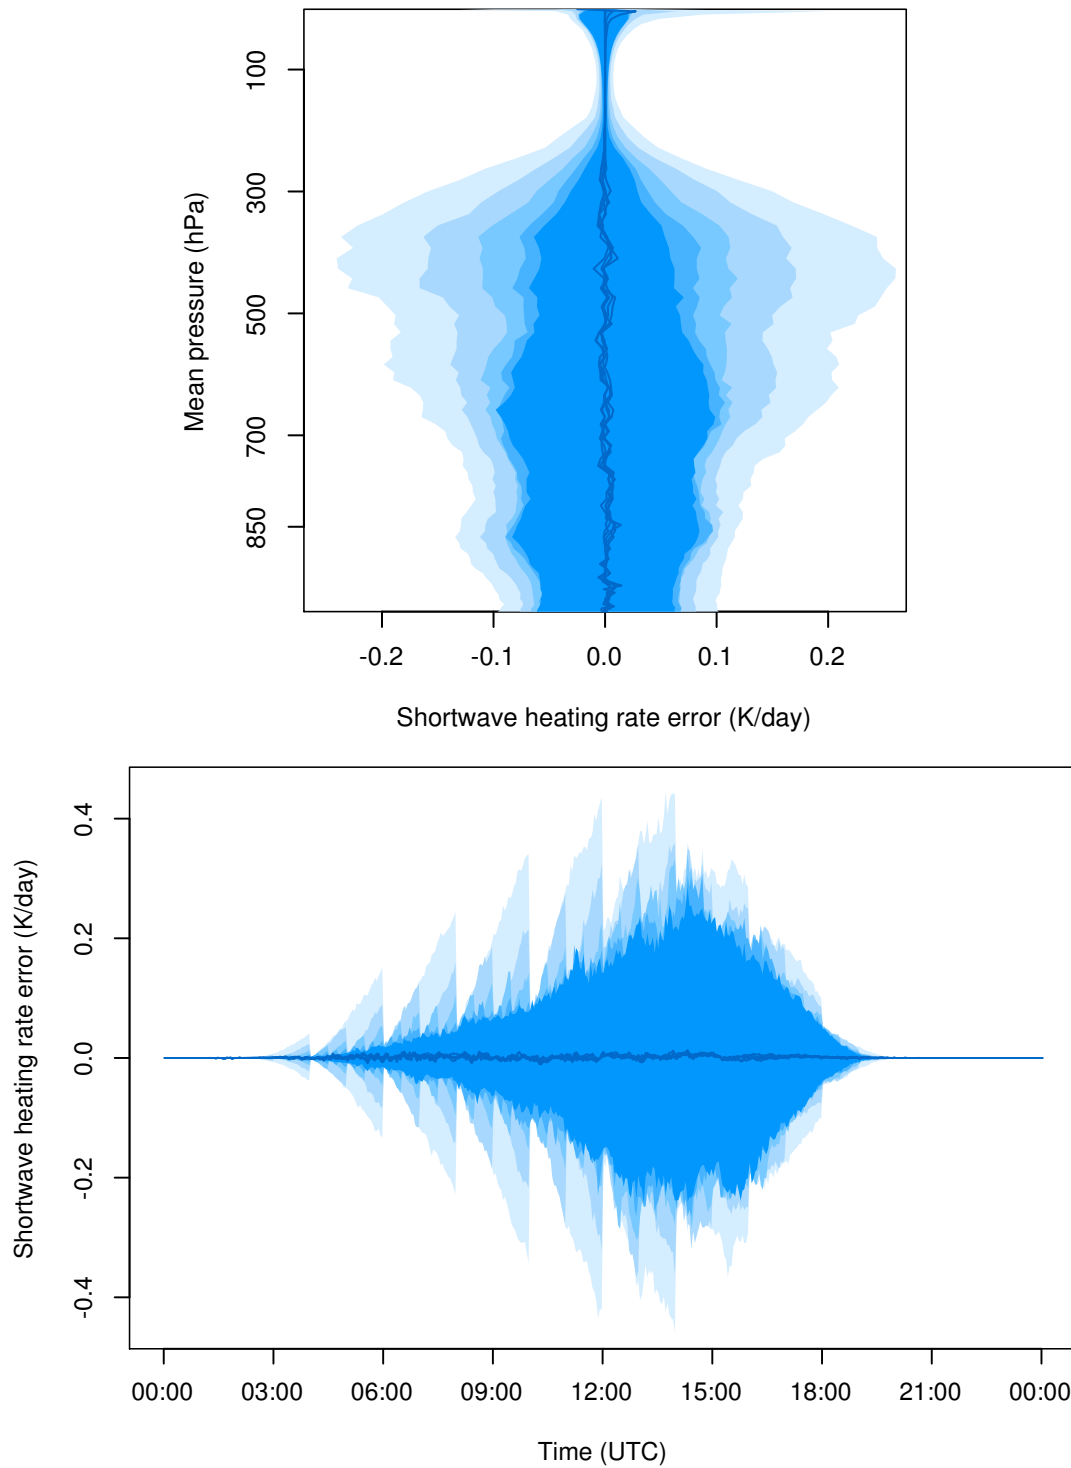 100
300
500
700
850
Mean pressure (hPa)
-0.2 -0.1 0.0 0.1 0.2
Shortwave heating rate error (K/day)
0.4
0.2
0.0
-0.2
-0.4
Shortwave heating rate error (K/day)
00:00 03:00 06:00 09:00 12:00 15:00 18:00 21:00 00:00
Time (UTC)